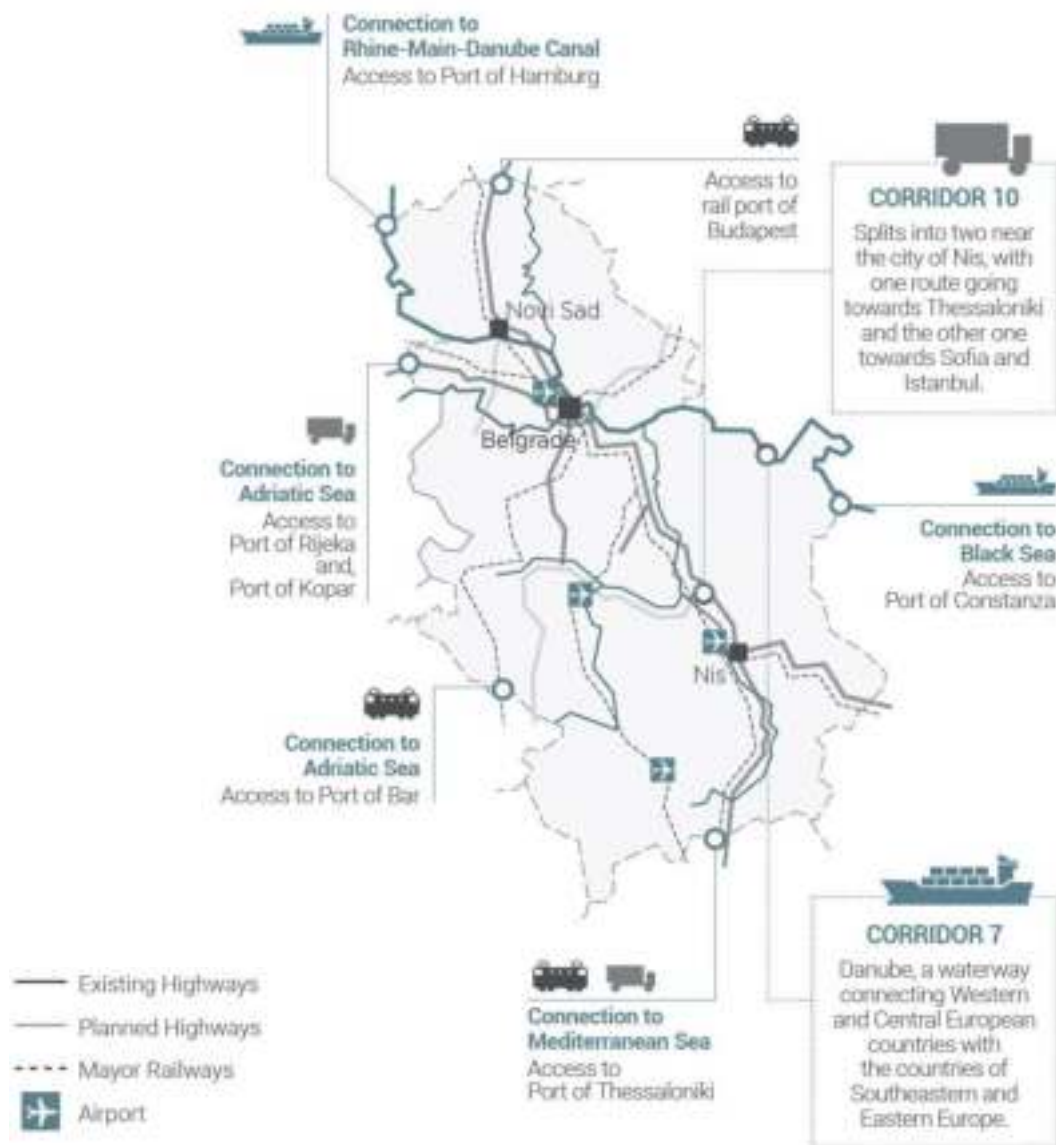 Connection to
Rhine-Main-Danube Canal
Access to Port of Hamburg
Access to
rail port of
Budapest
CORRIDOR 10
Splits into two near
the city of Nis, with
one route going
towards Thessaloniki
and the other one
towards Sofia and
Istanbul.
Novi Sad
Belgrade
Connection to
Adriatic Sea
Access to
Port of Rijeka
and,
Port of Kopar
Connection to
Black Sea
Access to
Port of Constanza
Nis
Connection to
Adriatic Sea
Access to Port of Bar
CORRIDOR 7
Danube, a waterway
connecting Western
and Central European
countries with
the countries of
Southeastern and
Eastern Europe.
Connection to
Mediterranean Sea
Access to
Port of Thessaloniki
Existing Highways
Planned Highways
Mayor Railways
Airport